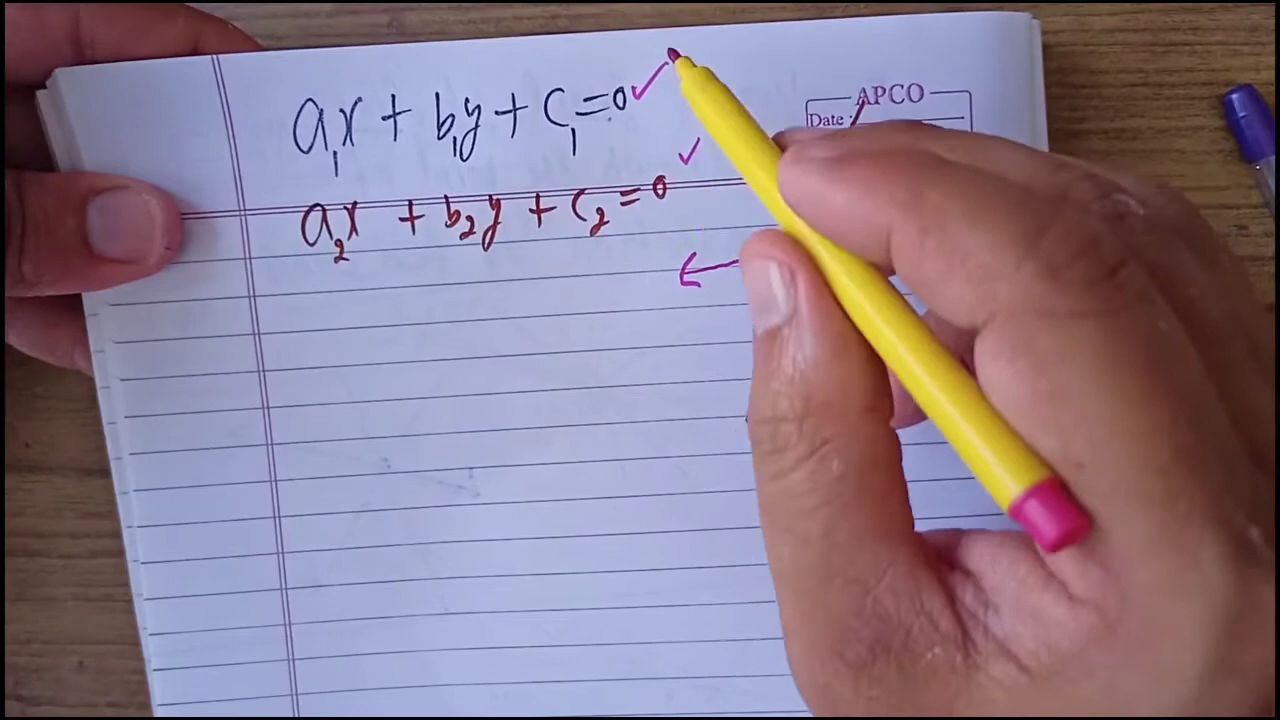 a₁x + b₁y + c₁ = 0
APCO
Date :
a₂x + b₂y + c₂ = 0